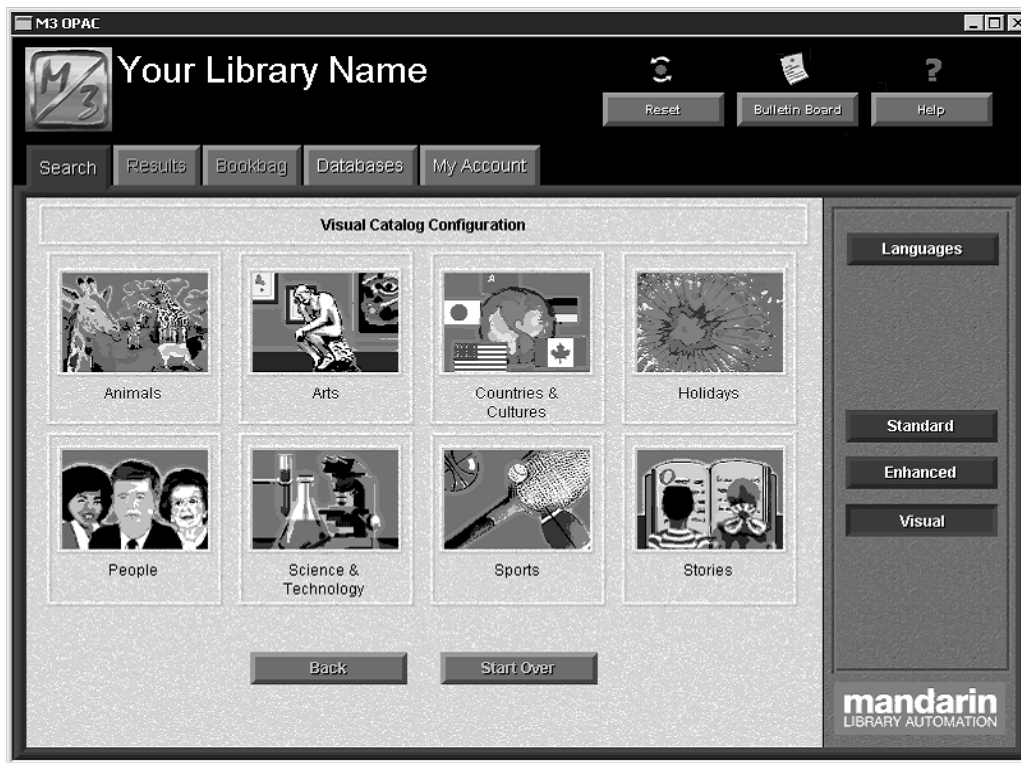 M3 OPAC
M/3
Your Library Name
Reset
Bulletin Board
Help
Search
Results
Bookbag
Databases
My Account
Visual Catalog Configuration
Languages
Animals
Arts
Countries &
Cultures
Holidays
Standard
Enhanced
Visual
People
Science &
Technology
Sports
Stories
Back
Start Over
mandarin
LIBRARY AUTOMATION